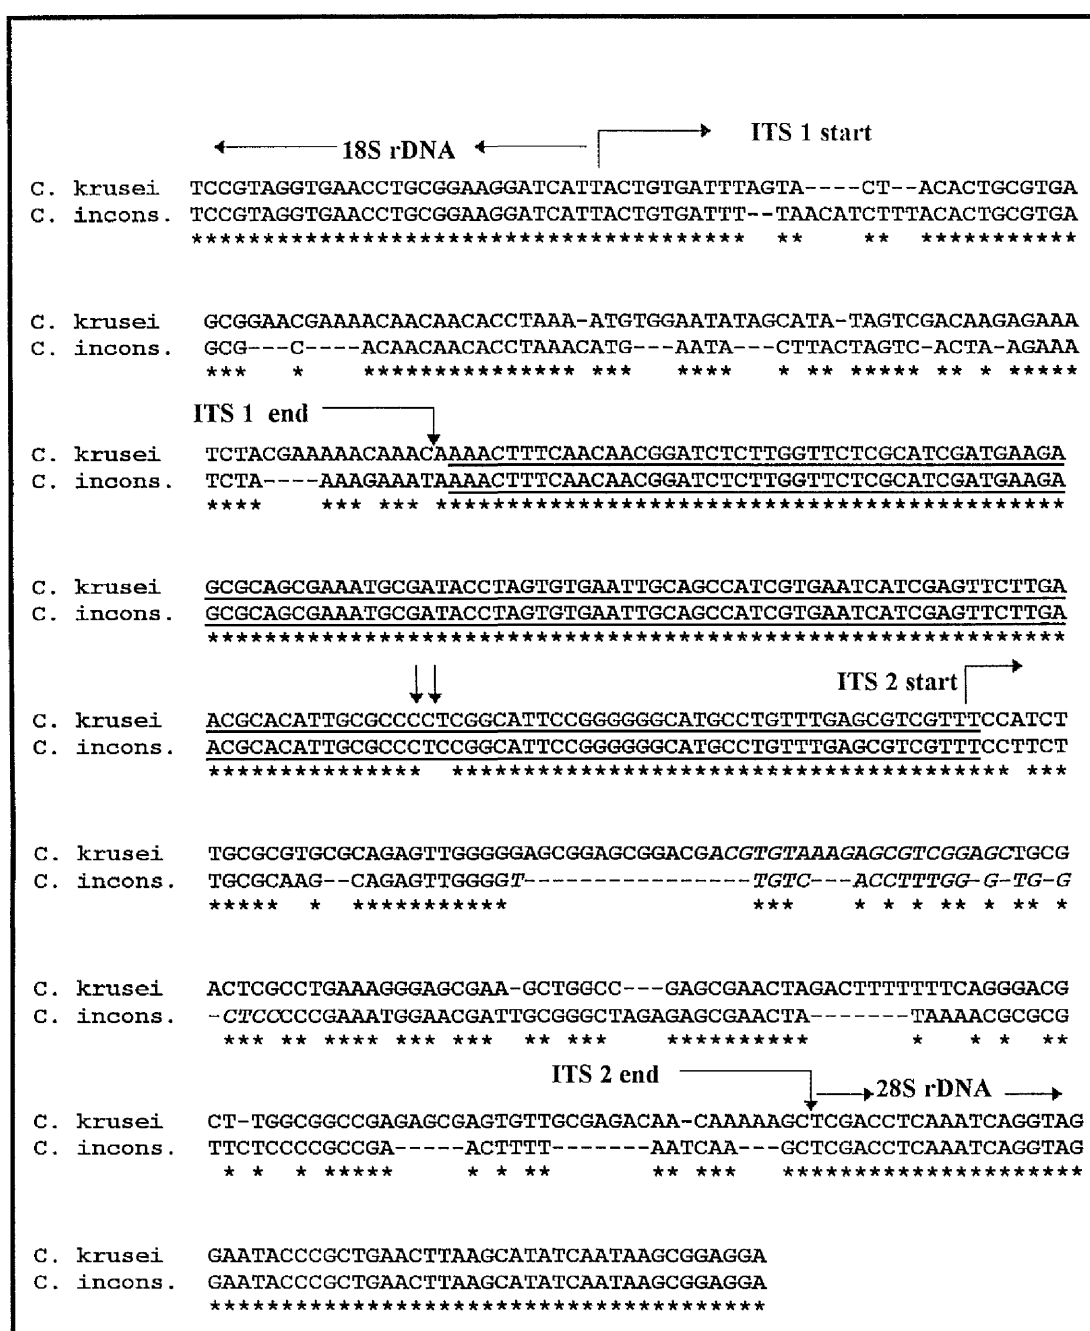 18S rDNA ITS 1 start
C. krusei TCCGTAGGTGAACCTGCGGAAGGATCATTACTGTGATTTAGTA----CT--ACACTGCGTGA
C. incons. TCCGTAGGTGAACCTGCGGAAGGATCATTACTGTGATTT--TAACATCTTTACACTGCGTGA
*************************************** ** ** ***********
C. krusei GCGGAACGAAAACAACAACACCTAAA-ATGTGGAATATAGCATA-TAGTCGACAAGAGAAA
C. incons. GCG---C----ACAACAACACCTAAACATG---AATA---CTTACTAGTC-ACTA-AGAAA
*** * *************** *** **** * ** ***** ** * *****
ITS 1 end
C. krusei TCTACGAAAAACAAACAAAACTTTCAACAACGGATCTCTTGGTTCTCGCATCGATGAAGA
C. incons. TCTA----AAAGAAATAAAACTTTCAACAACGGATCTCTTGGTTCTCGCATCGATGAAGA
**** *** *** ********************************************
C. krusei GCGCAGCGAAATGCGATACCTAGTGTGAATTGCAGCCATCGTGAATCATCGAGTTCTTGA
C. incons. GCGCAGCGAAATGCGATACCTAGTGTGAATTGCAGCCATCGTGAATCATCGAGTTCTTGA
************************************************************
ITS 2 start
C. krusei ACGCACATTGCGCCCCTCGGCATTCCGGGGGGCATGCCTGTTTGAGCGTCGTTTCCATCT
C. incons. ACGCACATTGCGCCCTCCGGCATTCCGGGGGGCATGCCTGTTTGAGCGTCGTTTCCTTCT
*************** *************************************** ***
C. krusei TGCGCGTGCGCAGAGTTGGGGGAGCGGAGCGGACGACGTGTAAAGAGCGTCGGAGCTGCG
C. incons. TGCGCAAG--CAGAGTTGGGGT----------------TGTC---ACCTTTGG-G-TG-G
***** * *********** *** * * * ** * ** *
C. krusei ACTCGCCTGAAAGGGAGCGAA-GCTGGCC---GAGCGAACTAGACTTTTTTTCAGGGACG
C. incons. -CTCCCCCGAAATGGAACGATTGCGGGCTAGAGAGCGAACTA-------TAAAACGCGCG
*** ** **** *** *** ** ** ********** * * * **
ITS 2 end 28S rDNA
C. krusei CT-TGGCGGCCGAGAGCGAGTGTTGCGAGACAA-CAAAAAGCTCGACCTCAAATCAGGTAG
C. incons. TTCTCCCCGCCGA-----ACTTTT-------AATCAA---GCTCGACCTCAAATCAGGTAG
* * * ***** * * ** ** *** *********************
C. krusei GAATACCCGCTGAACTTAAGCATATCAATAAGCGGAGGA
C. incons. GAATACCCGCTGAACTTAAGCATATCAATAAGCGGAGGA
***************************************